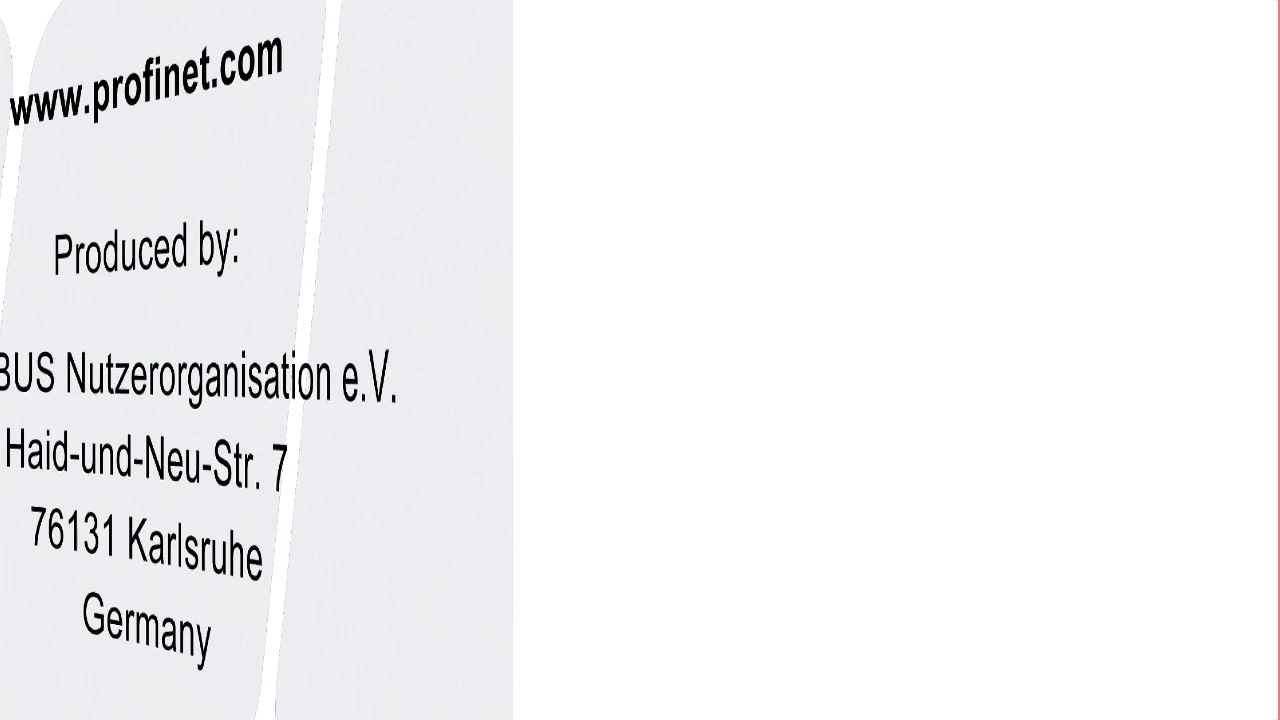 www.profinet.com
Produced by:
BUS Nutzerorganisation e.V.
Haid-und-Neu-Str. 7
76131 Karlsruhe
Germany